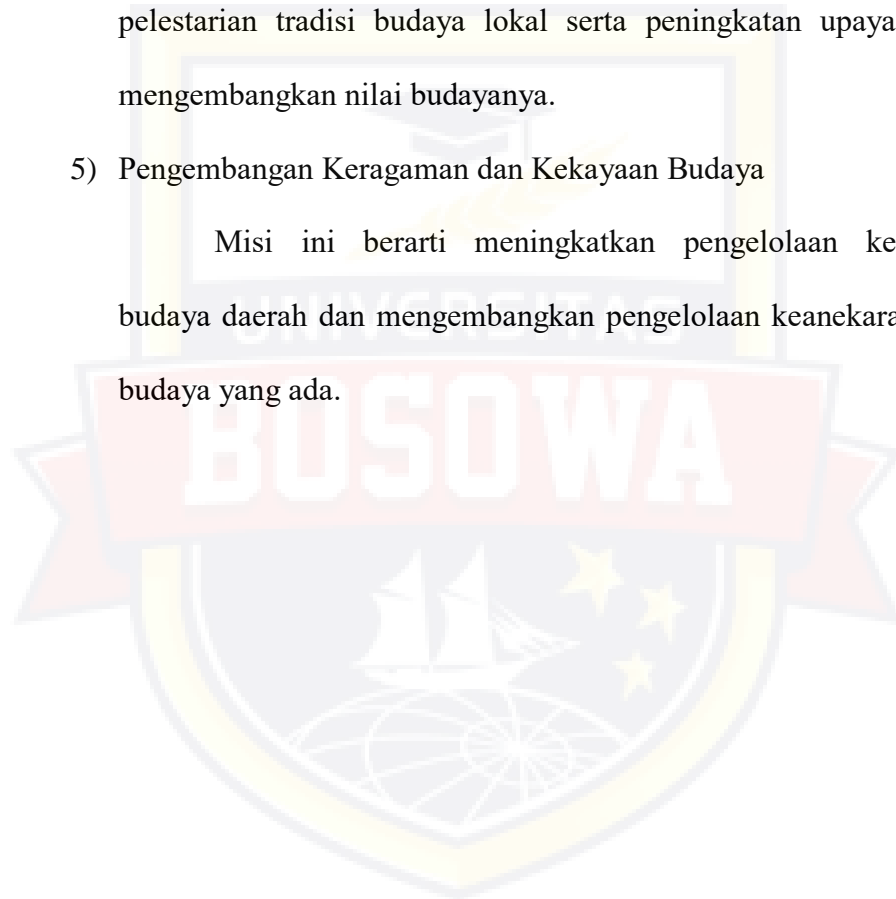 pelestarian tradisi budaya lokal serta peningkatan upaya
mengembangkan nilai budayanya.
5) Pengembangan Keragaman dan Kekayaan Budaya
Misi ini berarti meningkatkan pengelolaan ke
budaya daerah dan mengembangkan pengelolaan keanekara
budaya yang ada.
UNIVERSITAS
BOSOWA